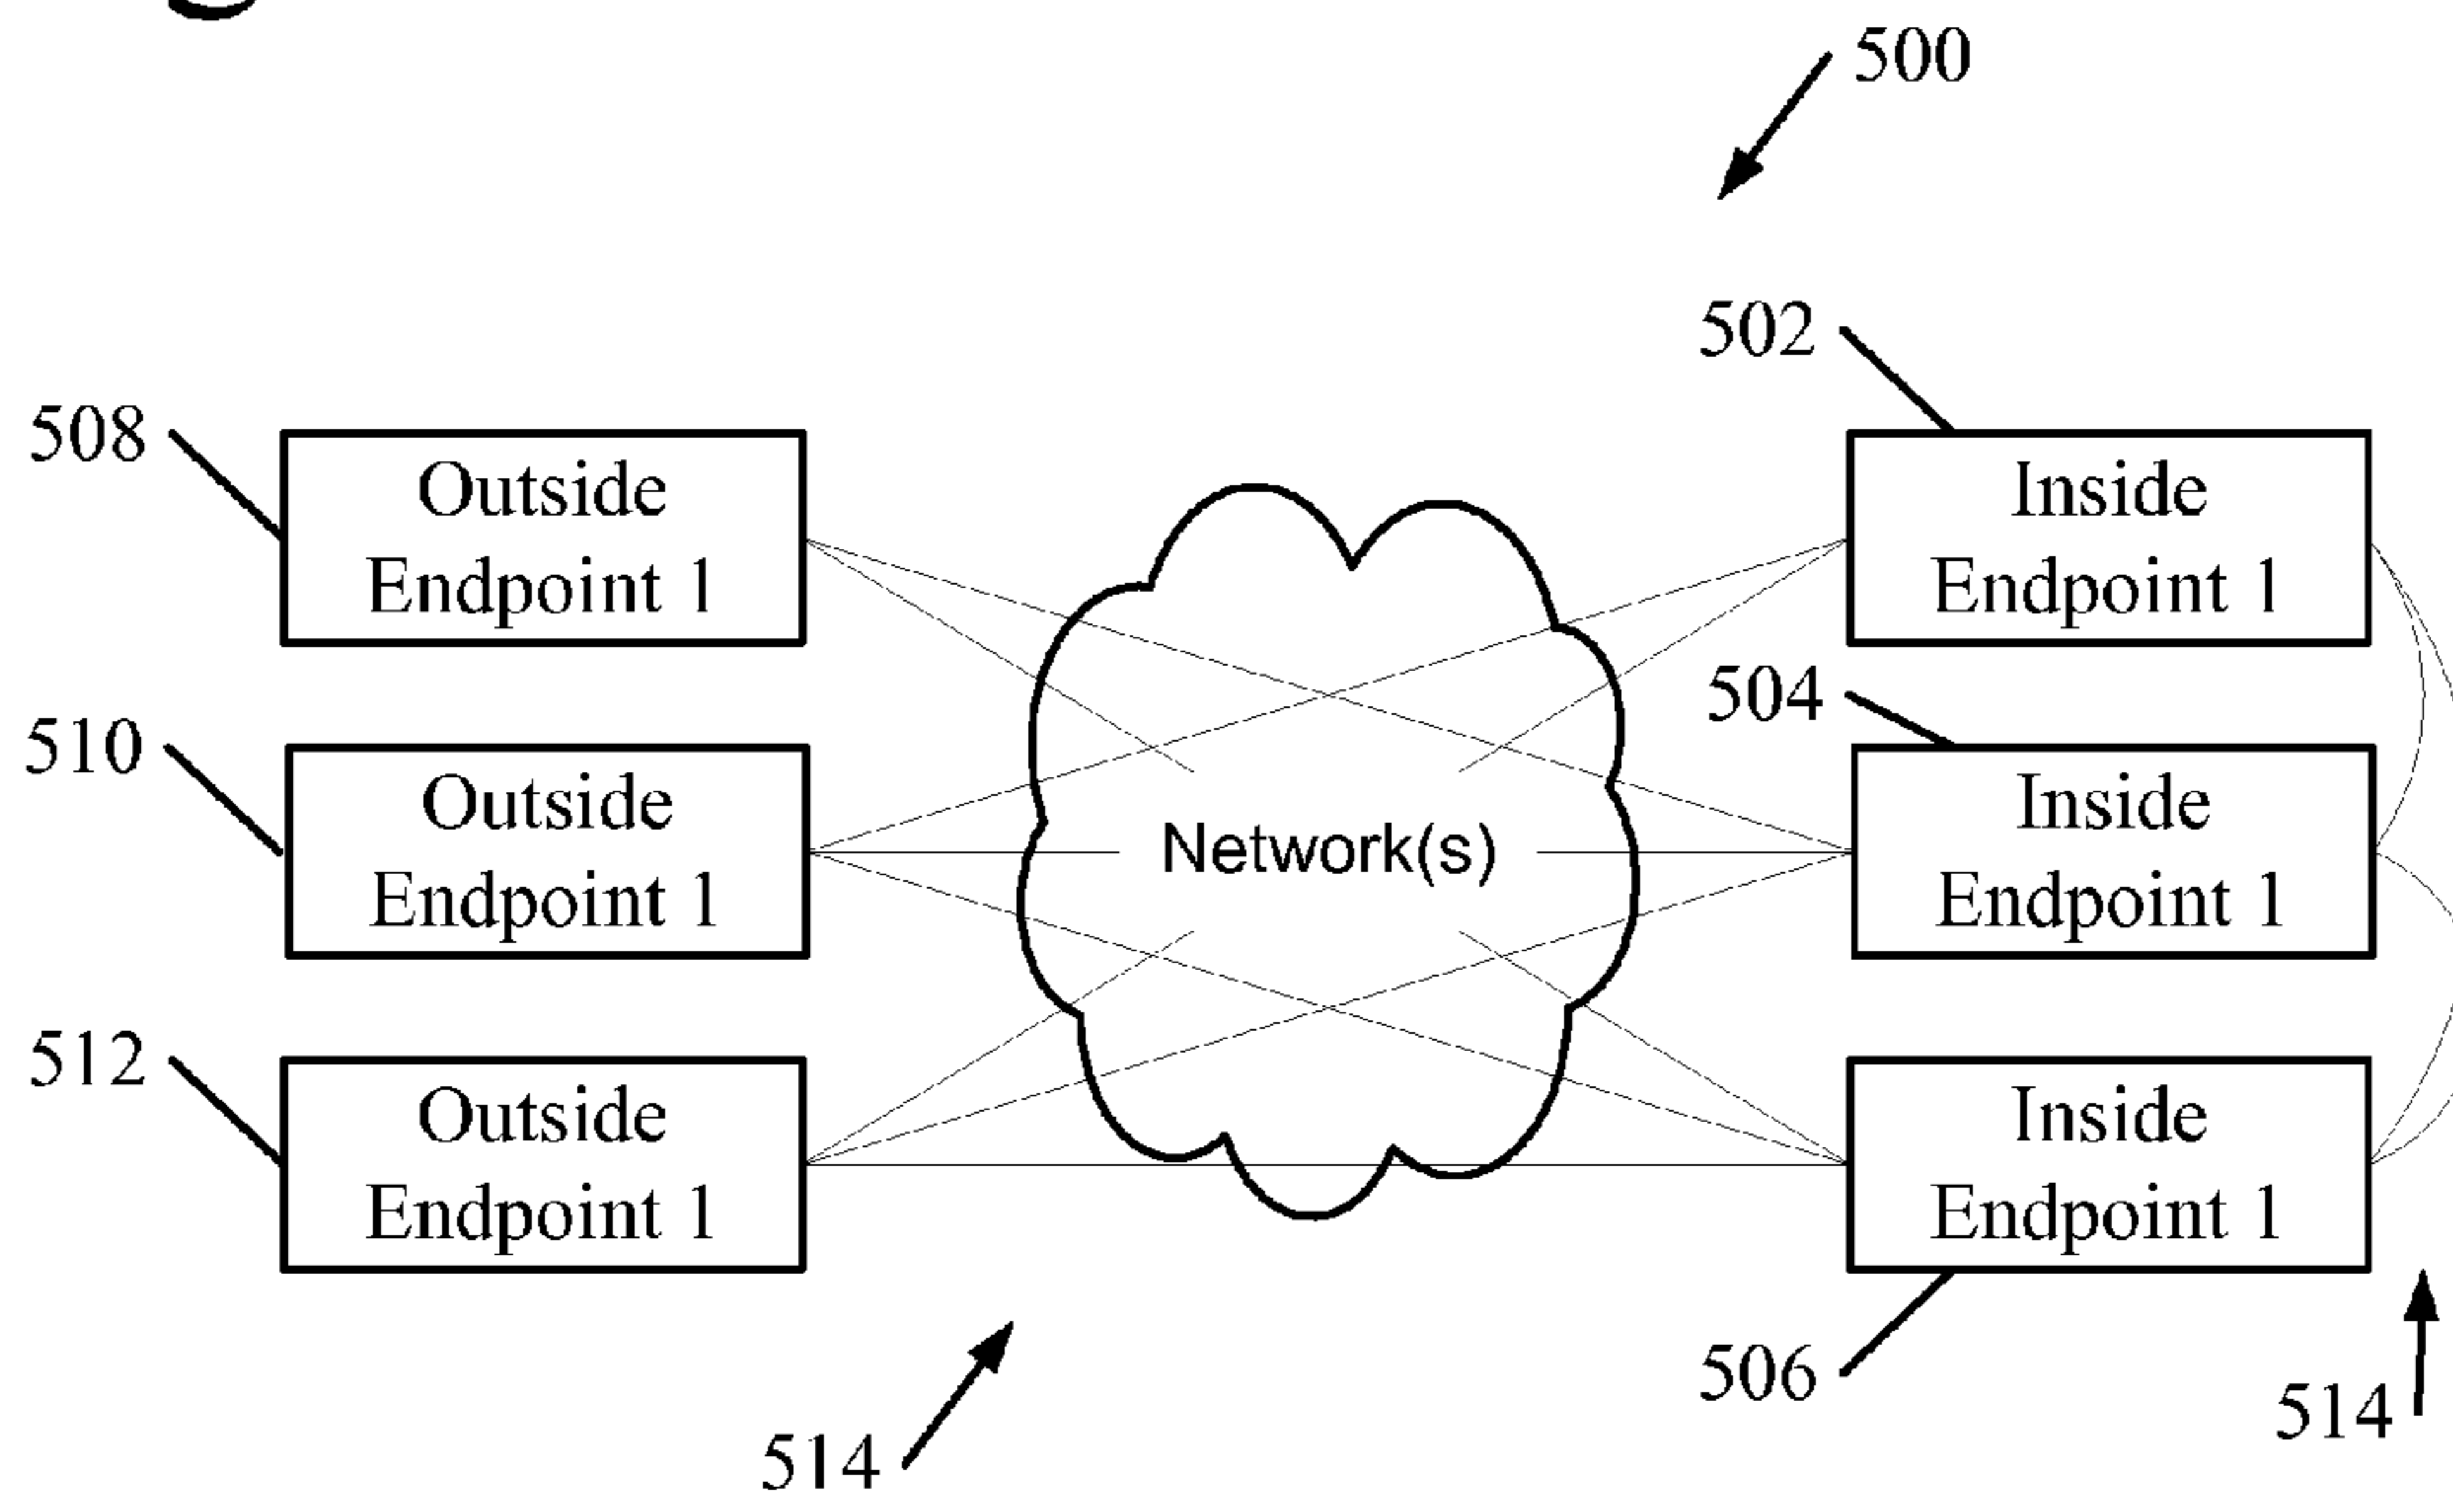 500
502
508
Outside
Endpoint 1
Inside
Endpoint 1
504
510
Outside
Endpoint 1
Network(s)
Inside
Endpoint 1
512
Outside
Endpoint 1
Inside
Endpoint 1
506
514
514